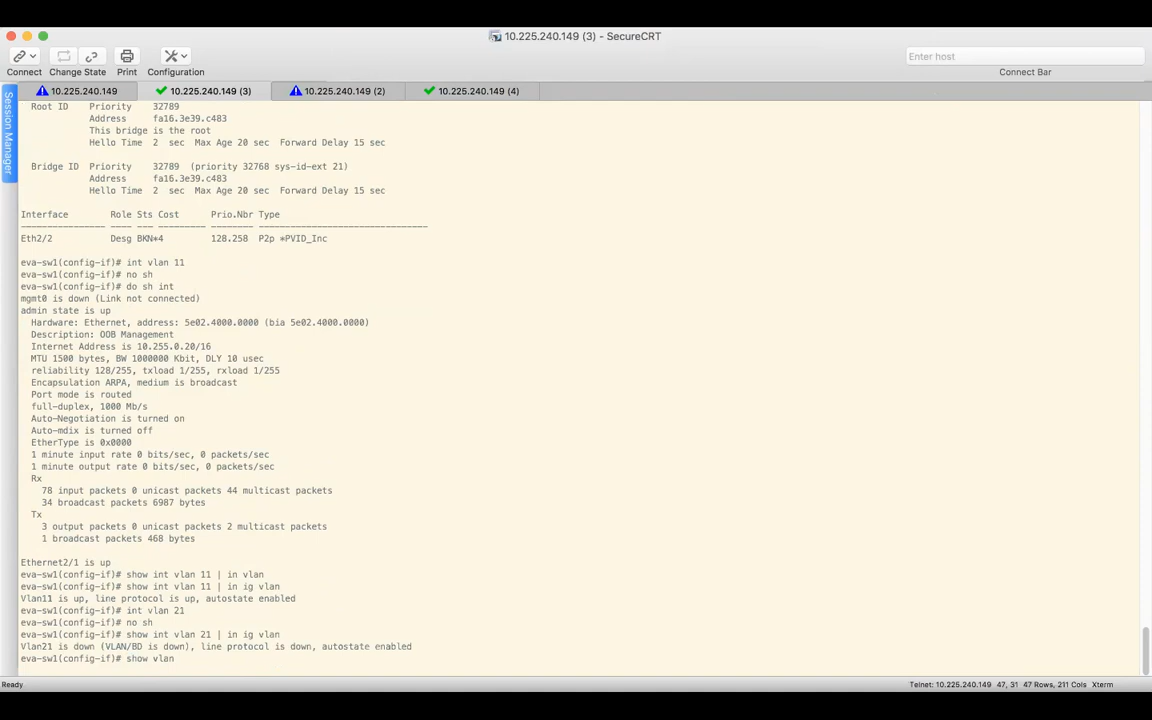 10.225.240.149 (3) - SecureCRT
Enter host
Connect Change State Print Configuration Connect Bar
10.225.240.149 10.225.240.149 (3) 10.225.240.149 (2) 10.225.240.149 (4)
Session Manager
Root ID Priority 32789
Address fa16.3e39.c483
This bridge is the root
Hello Time 2 sec Max Age 20 sec Forward Delay 15 sec
Bridge ID Priority 32789 (priority 32768 sys-id-ext 21)
Address fa16.3e39.c483
Hello Time 2 sec Max Age 20 sec Forward Delay 15 sec
Interface Role Sts Cost Prio.Nbr Type
---------------- ---- --- --------- -------- --------------------------------
Eth2/2 Desg BKN*4 128.258 P2p *PVID_Inc
eva-sw1(config-if)# int vlan 11
eva-sw1(config-if)# no sh
eva-sw1(config-if)# do sh int
mgmt0 is down (Link not connected)
admin state is up
Hardware: Ethernet, address: 5e02.4000.0000 (bia 5e02.4000.0000)
Description: OOB Management
Internet Address is 10.255.0.20/16
MTU 1500 bytes, BW 1000000 Kbit, DLY 10 usec
reliability 128/255, txload 1/255, rxload 1/255
Encapsulation ARPA, medium is broadcast
Port mode is routed
full-duplex, 1000 Mb/s
Auto-Negotiation is turned on
Auto-mdix is turned off
EtherType is 0x0000
1 minute input rate 0 bits/sec, 0 packets/sec
1 minute output rate 0 bits/sec, 0 packets/sec
Rx
78 input packets 0 unicast packets 44 multicast packets
34 broadcast packets 6987 bytes
Tx
3 output packets 0 unicast packets 2 multicast packets
1 broadcast packets 468 bytes
Ethernet2/1 is up
eva-sw1(config-if)# show int vlan 11 | in vlan
eva-sw1(config-if)# show int vlan 11 | in ig vlan
Vlan11 is up, line protocol is up, autostate enabled
eva-sw1(config-if)# int vlan 21
eva-sw1(config-if)# no sh
eva-sw1(config-if)# show int vlan 21 | in ig vlan
Vlan21 is down (VLAN/BD is down), line protocol is down, autostate enabled
eva-sw1(config-if)# show vlan
Ready Telnet: 10.225.240.149 47, 31 47 Rows, 211 Cols Xterm